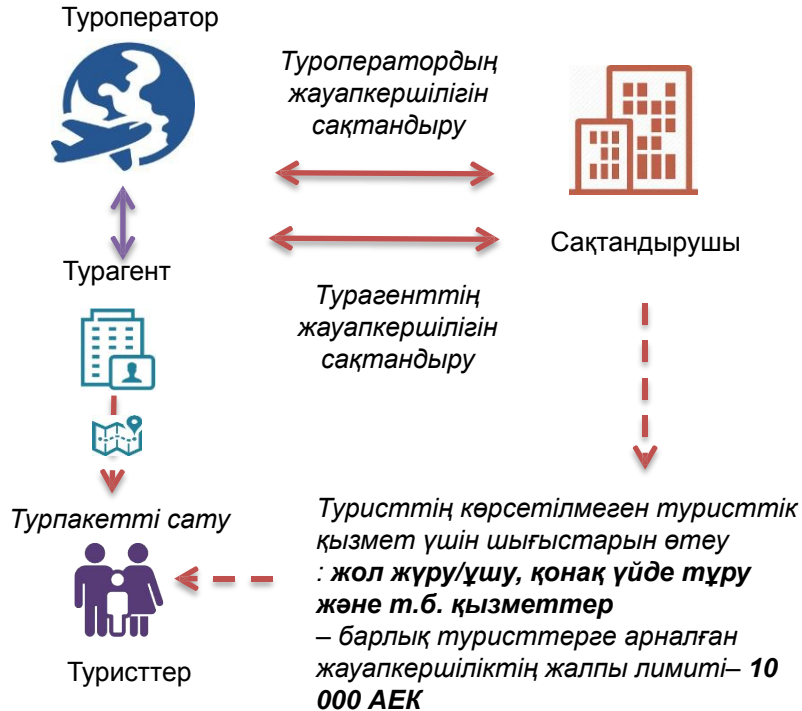 Туроператор
Туроператордың
жауапкершілігін
сақтандыру
Сақтандырушы
Турагент
Турагенттің
жауапкершілігін
сақтандыру
Турпакетті сату
Туристтер
Туристтің көрсетілмеген туристтік
қызмет үшін шығыстарын өтеу
: жол жүру/ұшу, қонақ үйде тұру
және т.б. қызметтер
– барлық туристтерге арналған
жауапкершіліктің жалпы лимиті– 10
000 АЕК